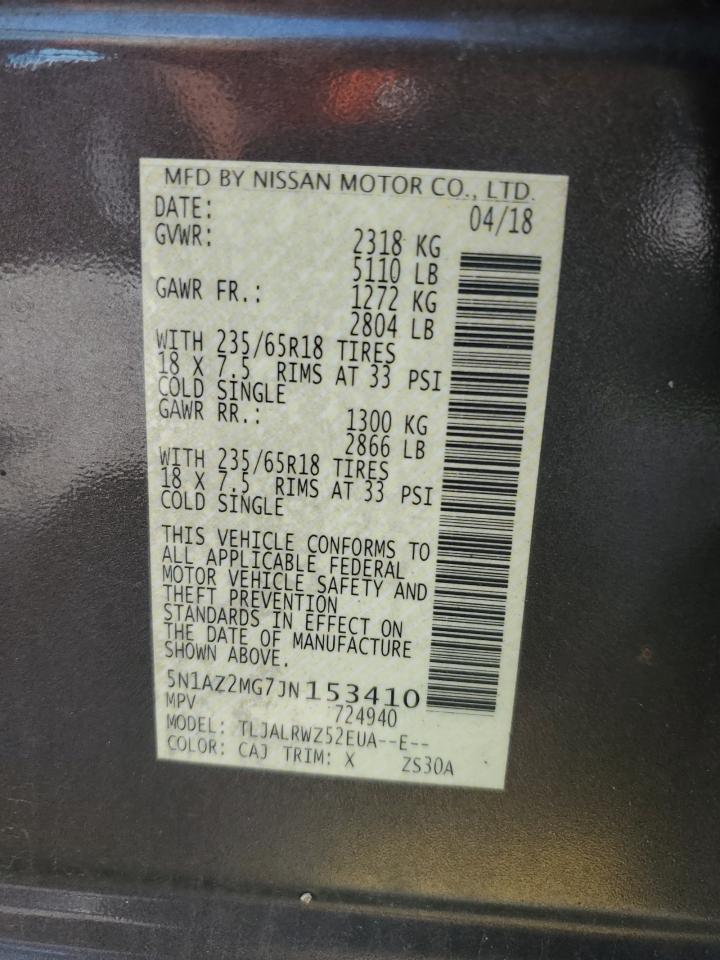 MFD BY NISSAN MOTOR CO., LTD.
DATE: 04/18
GVWR: 2318 KG
5110 LB
GAWR FR.: 1272 KG
2804 LB
WITH 235/65R18 TIRES
18 X 7.5 RIMS AT 33 PSI
COLD SINGLE
GAWR RR.: 1300 KG
2866 LB
WITH 235/65R18 TIRES
18 X 7.5 RIMS AT 33 PSI
COLD SINGLE
THIS VEHICLE CONFORMS TO
ALL APPLICABLE FEDERAL
MOTOR VEHICLE SAFETY AND
THEFT PREVENTION
STANDARDS IN EFFECT ON
THE DATE OF MANUFACTURE
SHOWN ABOVE.
5N1AZ2MG7JN153410
MPV 724940
MODEL: TLJALRWZ52EUA--E--
COLOR: CAJ TRIM: X ZS30A